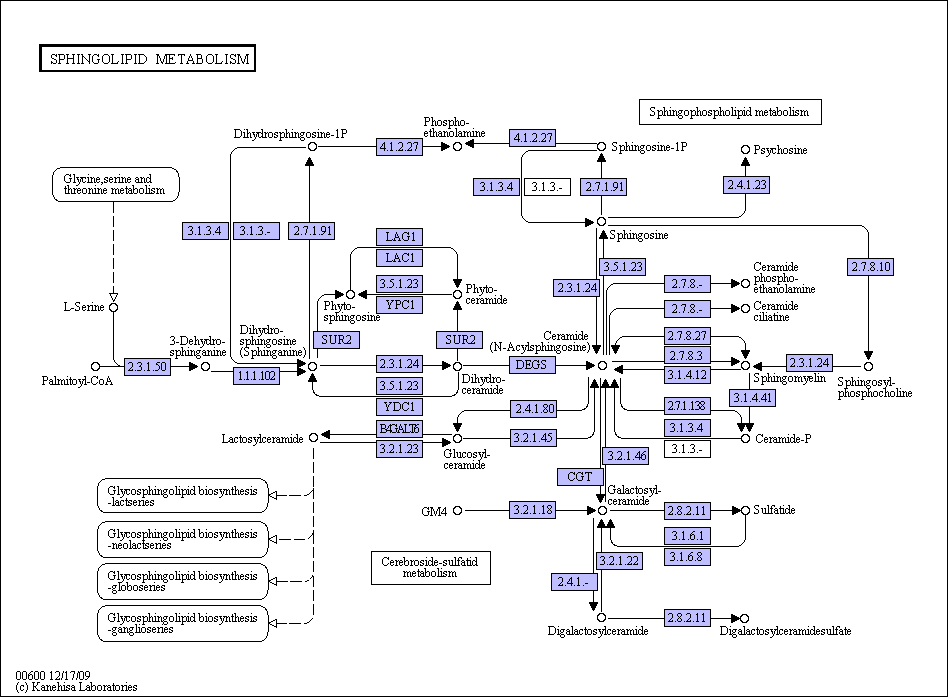 SPHINGOLIPID METABOLISM
Sphingophospholipid metabolism
Phospho-
ethanolamine
Dihydrosphingosine-1P
4.1.2.27
4.1.2.27
Sphingosine-1P
Psychosine
Glycine,serine and
threonine metabolism
3.1.3.4
3.1.3.-
2.7.1.91
2.4.1.23
3.1.3.4
3.1.3.-
2.7.1.91
LAG1
LAC1
Sphingosine
3.5.1.23
YPC1
Phyto-
sphingosine
Phyto-
ceramide
3.5.1.23
2.3.1.24
2.7.8.10
2.7.8.-
Ceramide
phospho-
ethanolamine
2.7.8.-
Ceramide
ciliatine
L-Serine
3-Dehydro-
sphinganine
Dihydro-
sphingosine
(Sphinganine)
SUR2
SUR2
Ceramide
(N-Acylsphingosine)
2.7.8.27
2.7.8.3
3.1.4.12
Palmitoyl-CoA
2.3.1.50
1.1.1.102
2.3.1.24
3.5.1.23
YDC1
Dihydro-
ceramide
DEGS
Sphingomyelin
2.3.1.24
Sphingosyl-
phosphocholine
3.1.4.41
2.4.1.80
2.7.1.138
3.1.3.4
3.1.3.-
Ceramide-P
Lactosylceramide
3.2.1.23
Glucosyl-
ceramide
3.2.1.45
3.2.1.46
CGT
Galactosyl-
ceramide
Glycosphingolipid biosynthesis
-lactseries
GM4
3.2.1.18
2.8.2.11
Sulfatide
3.1.6.1
3.1.6.8
Glycosphingolipid biosynthesis
-neolactseries
Cerebroside-sulfatid
metabolism
3.2.1.22
2.4.1.-
Glycosphingolipid biosynthesis
-globoseries
Glycosphingolipid biosynthesis
-ganglioseries
Digalactosylceramide
2.8.2.11
Digalactosylceramidesulfate
00600 12/17/09
(c) Kanehisa Laboratories